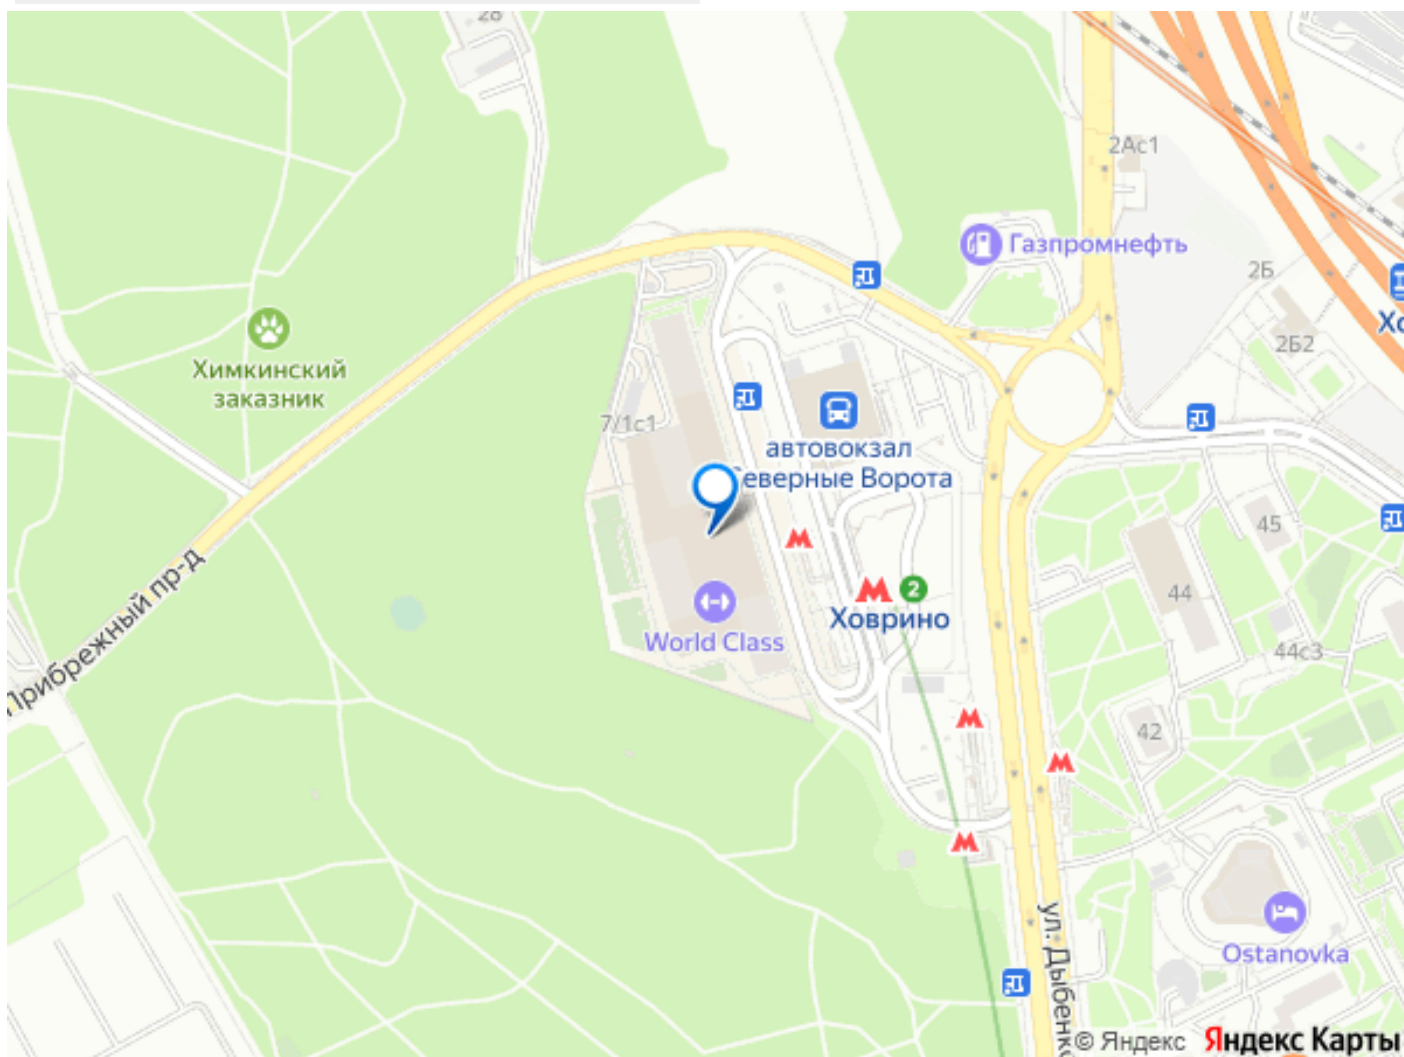 28
2Ас1
Газпромнефть
2Б
Хо
2Б2
Химкинский
заказник
7/1с1
автовокзал
Северные Ворота
45
44
World Class
2
Ховрино
44с3
Прибрежный пр-д
42
ул. Дыбенко
Ostanovka
© Яндекс
Яндекс Карты